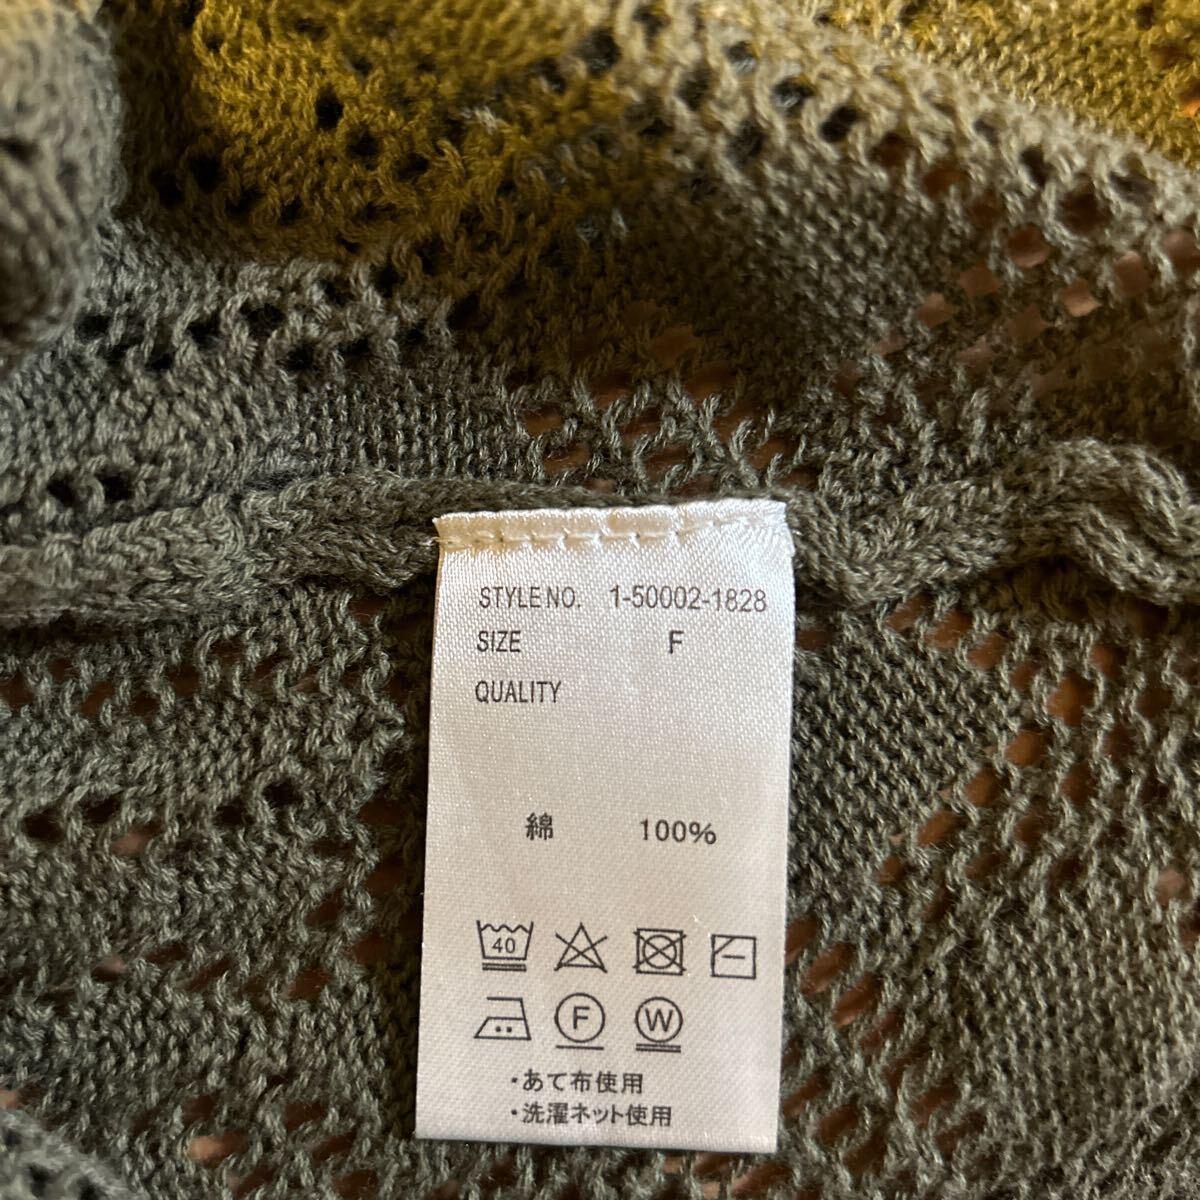 STYLE NO. 1-50002-1828
SIZE F
QUALITY
綿 100%
40
F W
・あて布使用
・洗濯ネット使用